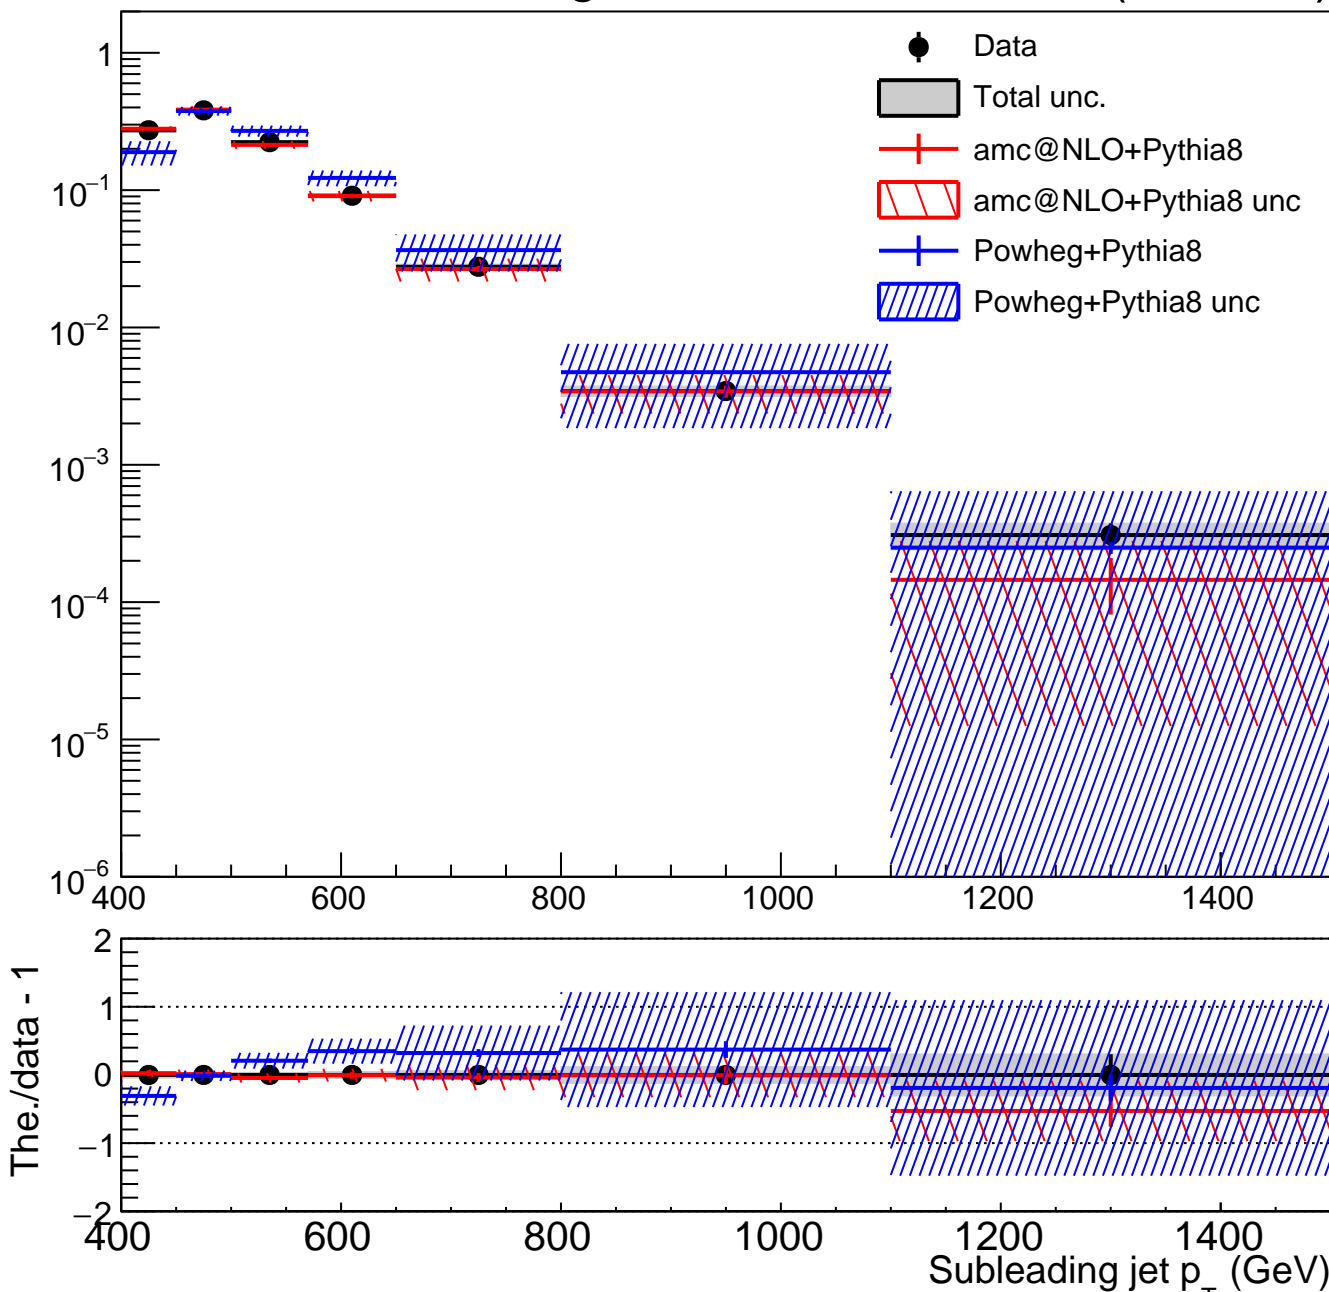 Data
Total unc.
amc@NLO+Pythia8
amc@NLO+Pythia8 unc
Powheg+Pythia8
Powheg+Pythia8 unc
1
10⁻¹
10⁻²
10⁻³
10⁻⁴
10⁻⁵
10⁻⁶
400 600 800 1000 1200 1400
The./data - 1
2
1
0
−1
−2
400 600 800 1000 1200 1400
Subleading jet p_T (GeV)